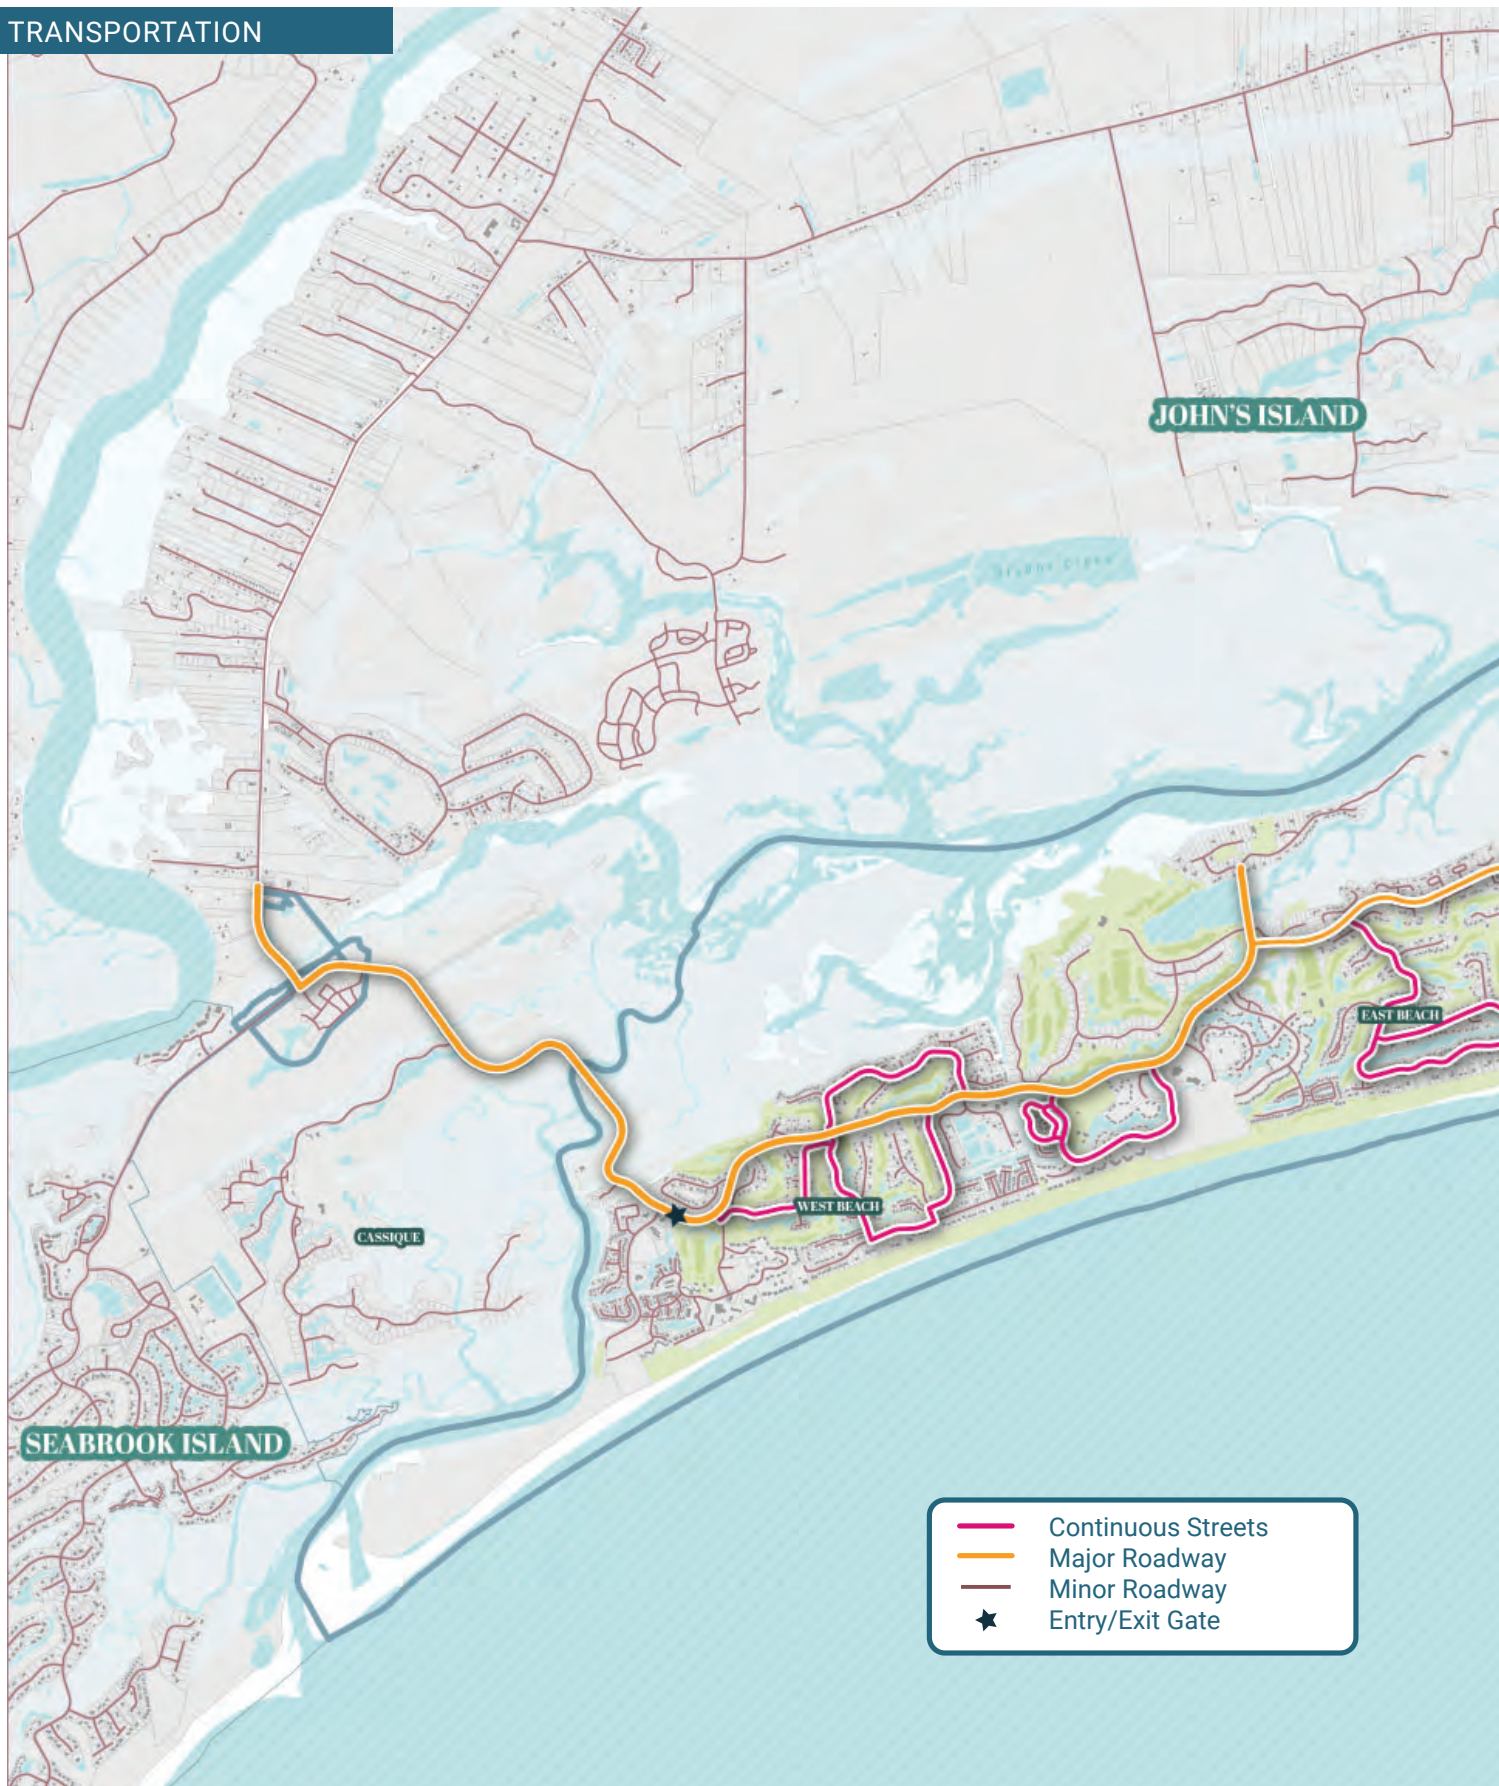 TRANSPORTATION
JOHN'S ISLAND
EAST BEACH
WEST BEACH
CASSIQUE
SEABROOK ISLAND
Continuous Streets
Major Roadway
Minor Roadway
Entry/Exit Gate